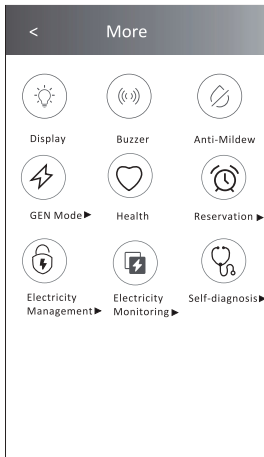 < More
Display Buzzer Anti-Mildew
GEN Mode▶ Health Reservation ▶
Electricity Electricity Self-diagnosis▶
Management▶ Monitoring ▶